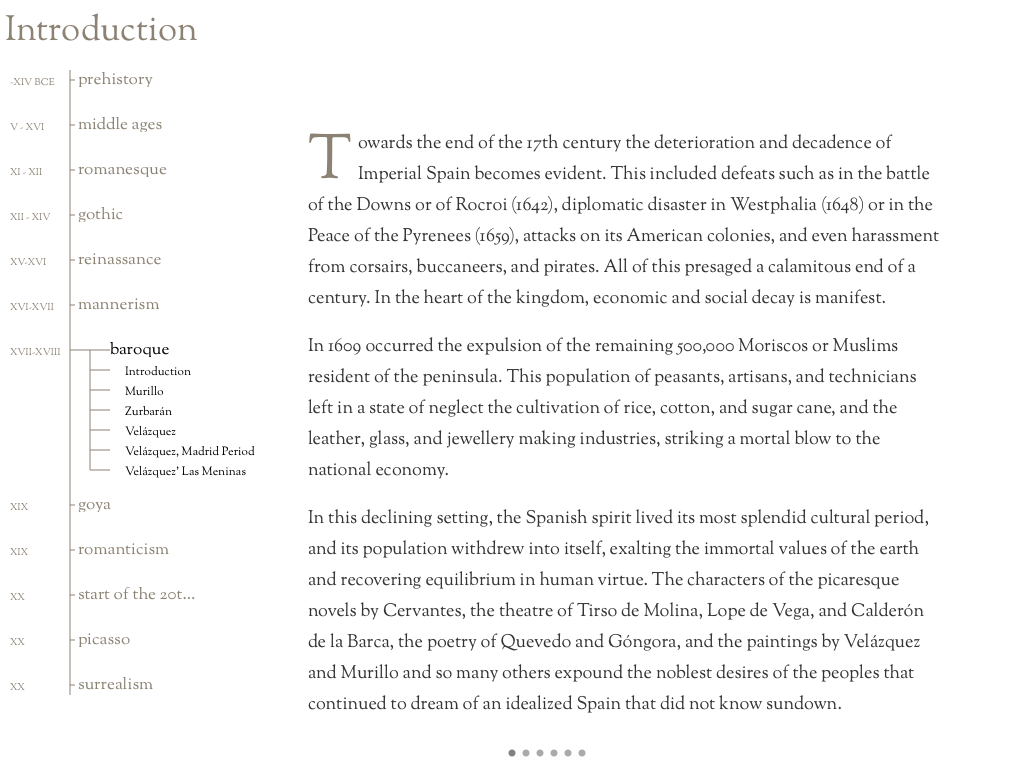 Introduction
-XIV BCE prehistory
V - XVI middle ages
XI - XII romanesque
XII - XIV gothic
XV-XVI reinassance
XVI-XVII mannerism
XVII-XVIII baroque
Introduction
Murillo
Zurbarán
Velázquez
Velázquez, Madrid Period
Velázquez' Las Meninas
XIX goya
XIX romanticism
XX start of the 20t...
XX picasso
XX surrealism
Towards the end of the 17th century the deterioration and decadence of
Imperial Spain becomes evident. This included defeats such as in the battle
of the Downs or of Rocroi (1642), diplomatic disaster in Westphalia (1648) or in the
Peace of the Pyrenees (1659), attacks on its American colonies, and even harassment
from corsairs, buccaneers, and pirates. All of this presaged a calamitous end of a
century. In the heart of the kingdom, economic and social decay is manifest.
In 1609 occurred the expulsion of the remaining 500,000 Moriscos or Muslims
resident of the peninsula. This population of peasants, artisans, and technicians
left in a state of neglect the cultivation of rice, cotton, and sugar cane, and the
leather, glass, and jewellery making industries, striking a mortal blow to the
national economy.
In this declining setting, the Spanish spirit lived its most splendid cultural period,
and its population withdrew into itself, exalting the immortal values of the earth
and recovering equilibrium in human virtue. The characters of the picaresque
novels by Cervantes, the theatre of Tirso de Molina, Lope de Vega, and Calderón
de la Barca, the poetry of Quevedo and Góngora, and the paintings by Velázquez
and Murillo and so many others expound the noblest desires of the peoples that
continued to dream of an idealized Spain that did not know sundown.